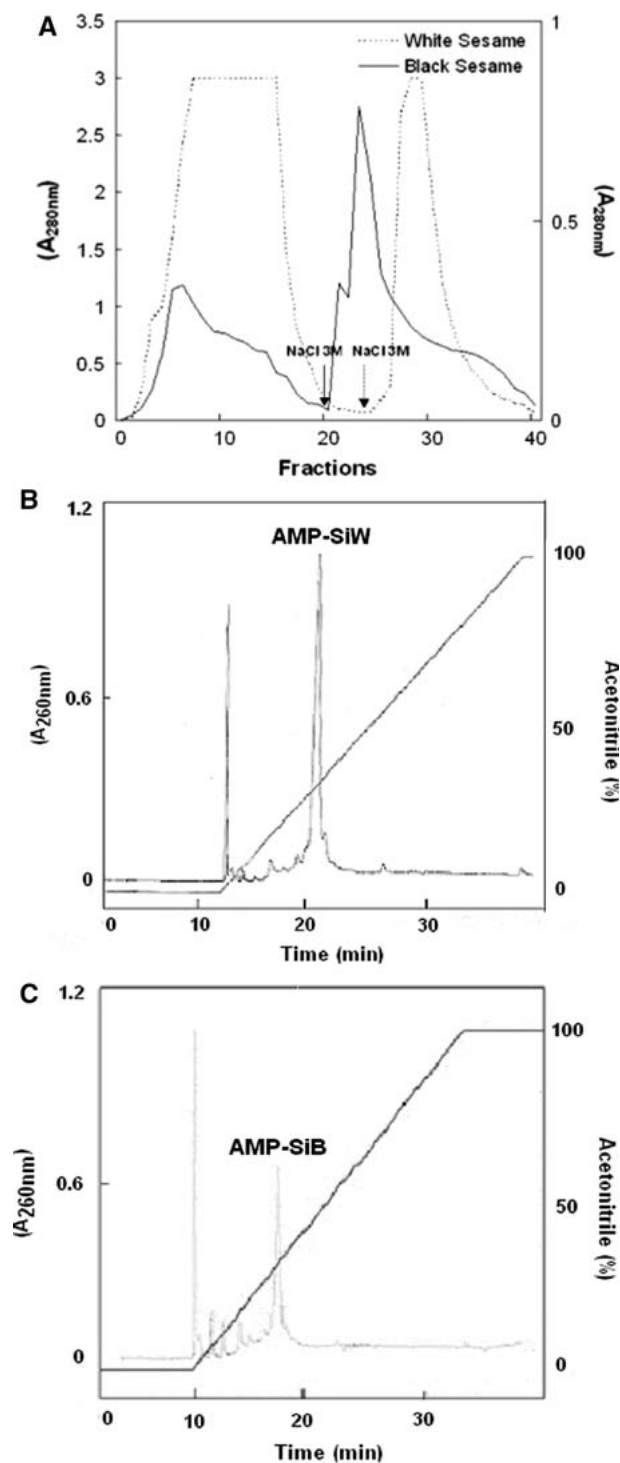 A
White Sesame
Black Sesame
3.5
3
2.5
2
1.5
1
0.5
0
(A280nm)
1
0.5
0
(A280nm)
NaCl 3M
NaCl 3M
0
10
20
30
40
Fractions
B
1.2
0.6
0
(A260nm)
AMP-SiW
100
50
0
Acetonitrile (%)
0
10
20
30
Time (min)
C
1.2
0.6
0
(A260nm)
AMP-SiB
100
50
0
Acetonitrile (%)
0
10
20
30
Time (min)